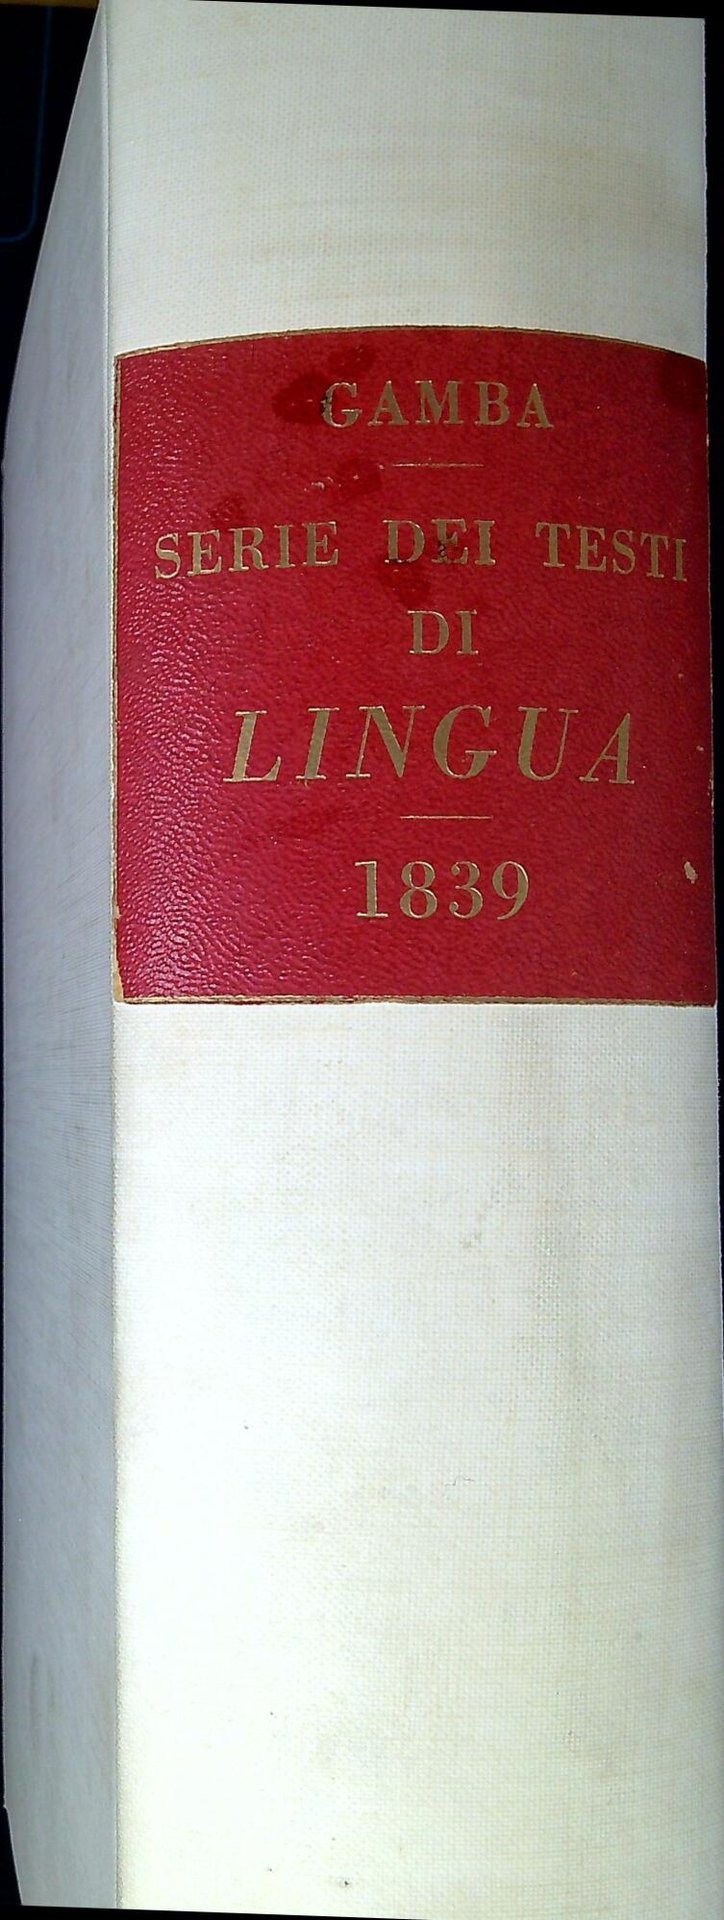 GAMBA
SERIE DEI TESTI
DI
LINGUA
1839